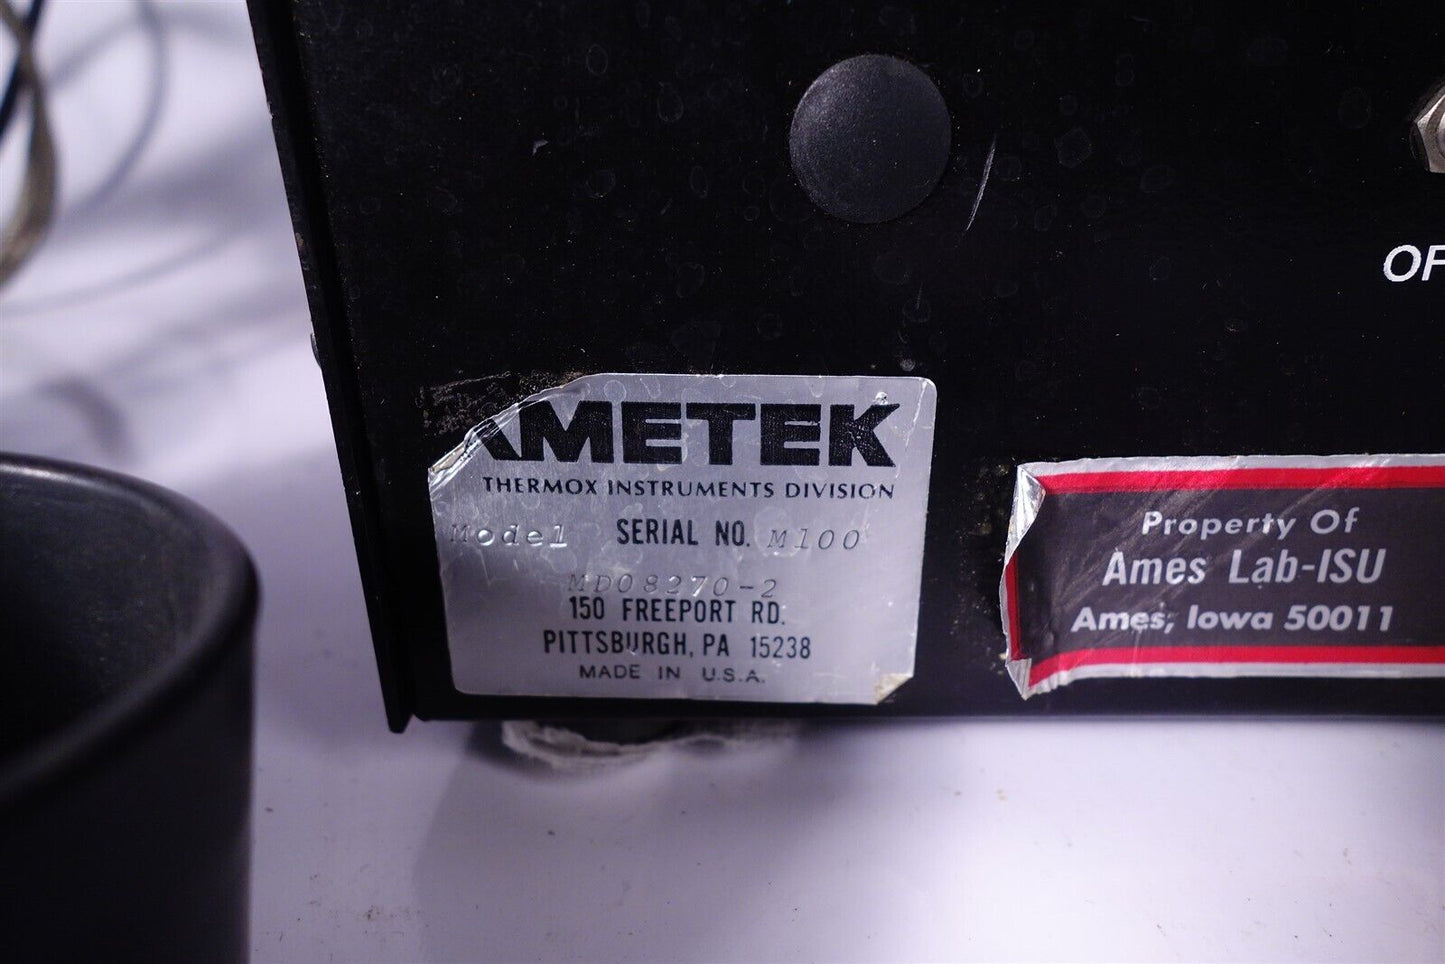 AMETEK
THERMOX INSTRUMENTS DIVISION
Model SERIAL NO. M100
MD08270-2
150 FREEPORT RD.
PITTSBURGH, PA 15238
MADE IN U.S.A.
OF
Property Of
Ames Lab-ISU
Ames, Iowa 50011